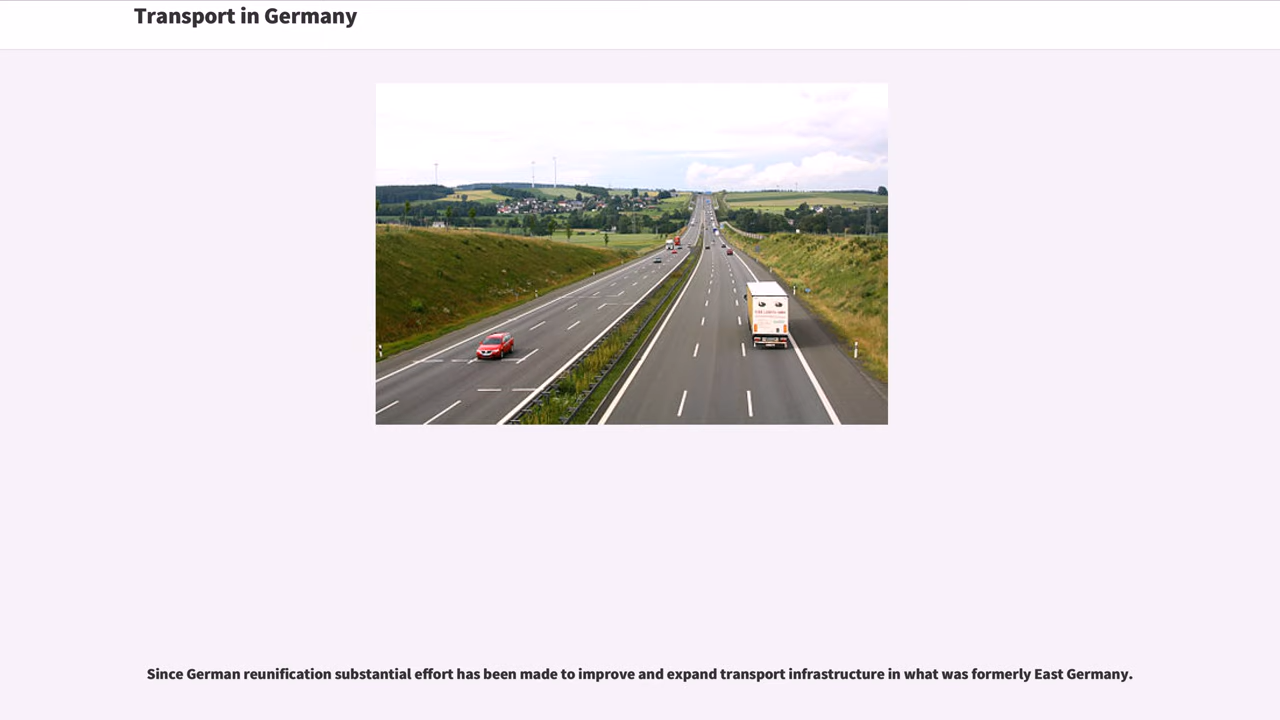 Transport in Germany
Since German reunification substantial effort has been made to improve and expand transport infrastructure in what was formerly East Germany.